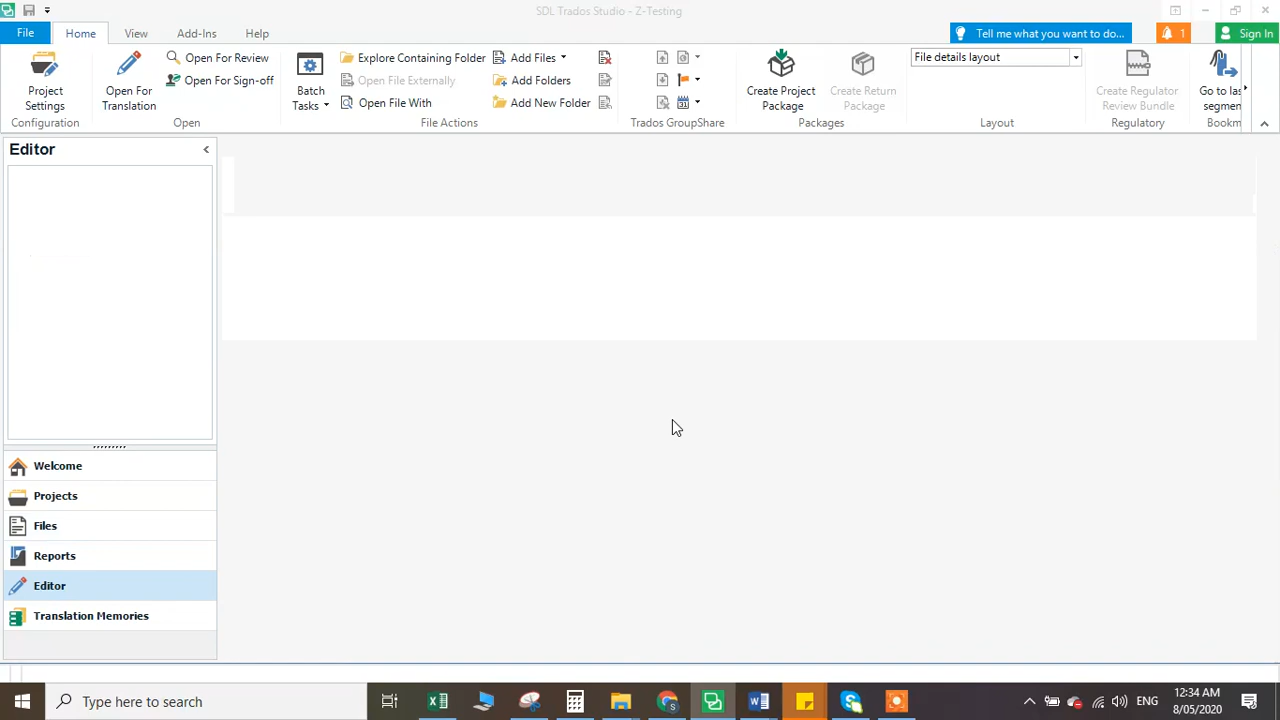 SDL Trados Studio - Z-Testing
File
Home
View
Add-Ins
Help
Tell me what you want to do...
1
Sign In
Project Settings
Configuration
Open For Translation
Open For Review
Open For Sign-off
Open
Batch Tasks
Explore Containing Folder
Open File Externally
Open File With
Add Files
Add Folders
Add New Folder
File Actions
Trados GroupShare
Create Project Package
Create Return Package
Packages
File details layout
Layout
Create Regulatory
Review Bundle
Regulatory
Go to las
segmen
Bookm
Editor
Welcome
Projects
Files
Reports
Editor
Translation Memories
Type here to search
ENG
12:34 AM
8/05/2020